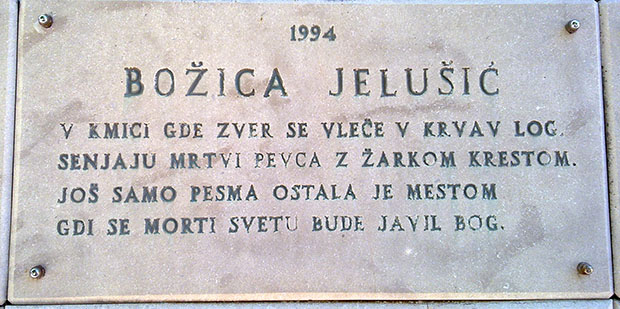 1994
BOŽICA JELUŠIĆ
V KMICI GDE ZVER SE VLEČE V KRVAV LOG.
SENJAJU MRTVI PEVCA Z ŽARKOM KRESTOM.
JOŠ SAMO PESMA OSTALA JE MESTOM
GDI SE MORTI SVETU BUDE JAVIL BOG.